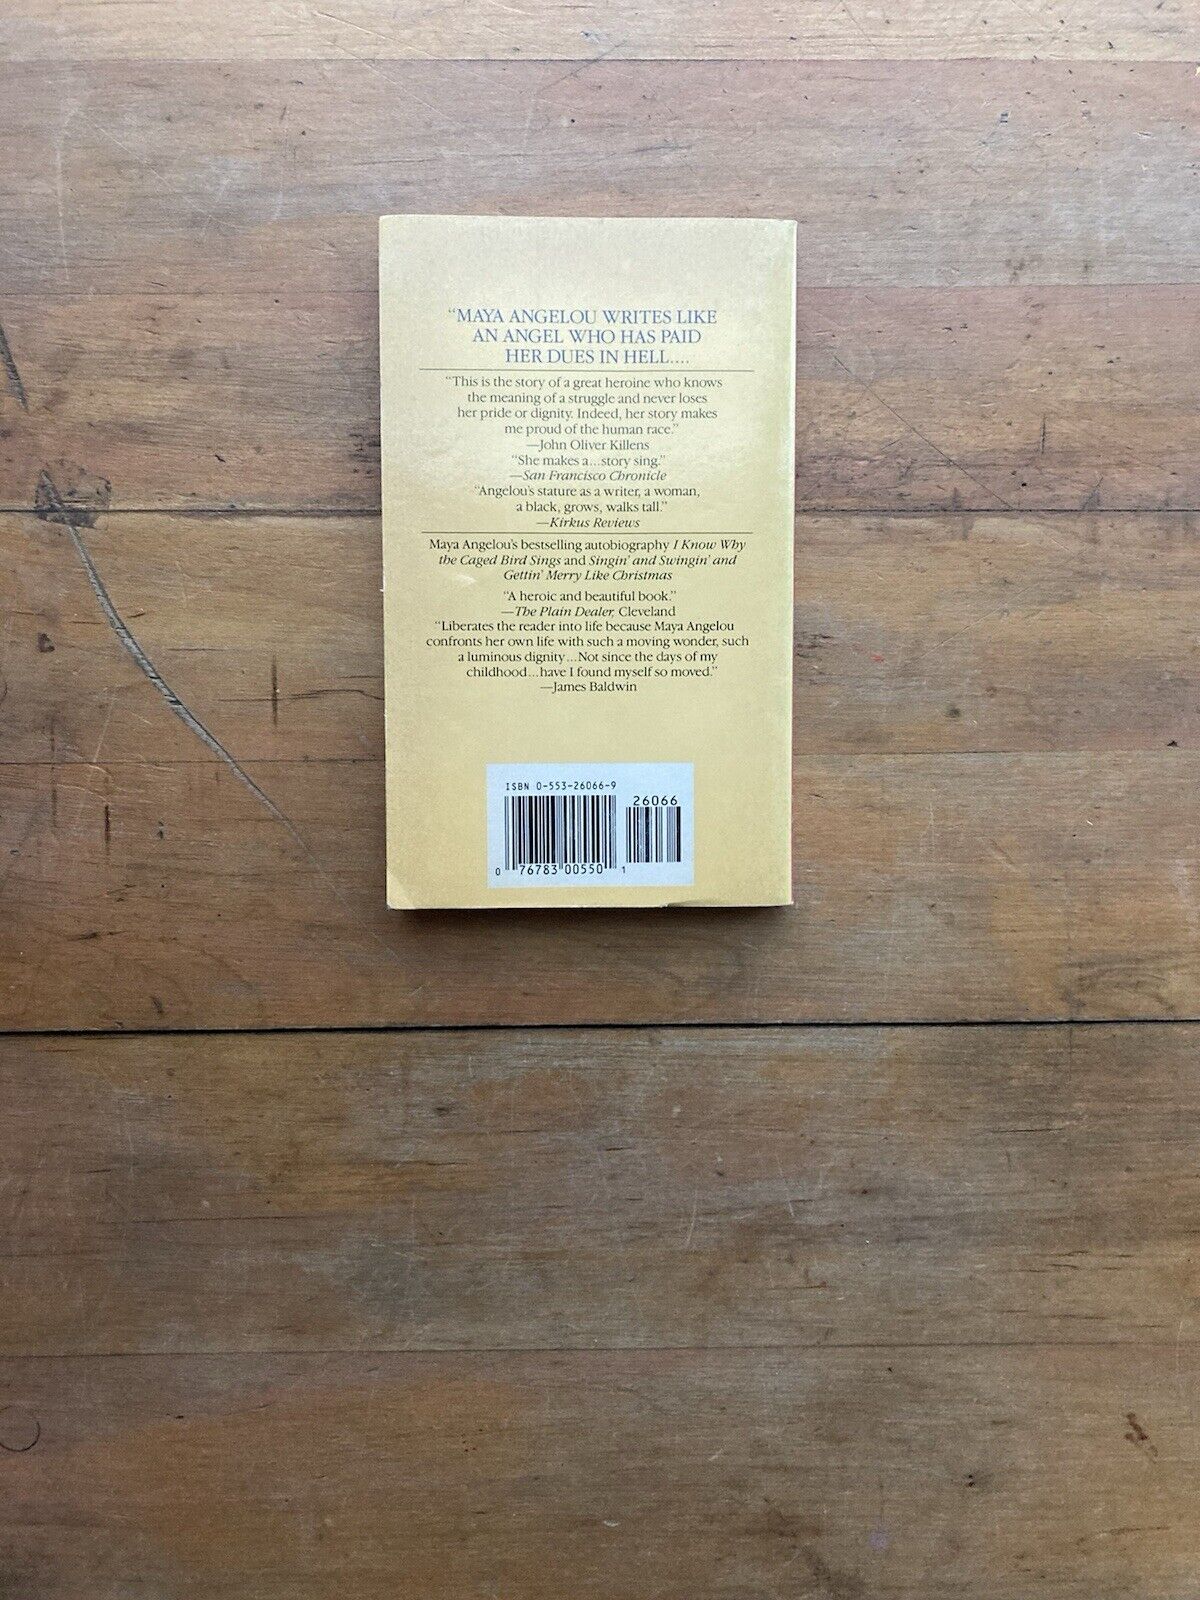 “MAYA ANGELOU WRITES LIKE
AN ANGEL WHO HAS PAID
HER DUES IN HELL....
“This is the story of a great heroine who knows
the meaning of a struggle and never loses
her pride or dignity. Indeed, her story makes
me proud of the human race.”
—John Oliver Killens
“She makes a...story sing.”
—San Francisco Chronicle
“Angelou's stature as a writer, a woman,
a black, grows, walks tall.”
—Kirkus Reviews
Maya Angelou's bestselling autobiography I Know Why
the Caged Bird Sings and Singin' and Swingin' and
Gettin' Merry Like Christmas
“A heroic and beautiful book.”
—The Plain Dealer, Cleveland
“Liberates the reader into life because Maya Angelou
confronts her own life with such a moving wonder, such
a luminous dignity...Not since the days of my
childhood...have I found myself so moved.”
—James Baldwin
ISBN 0-553-26066-9
26066
0 76783 00550 1